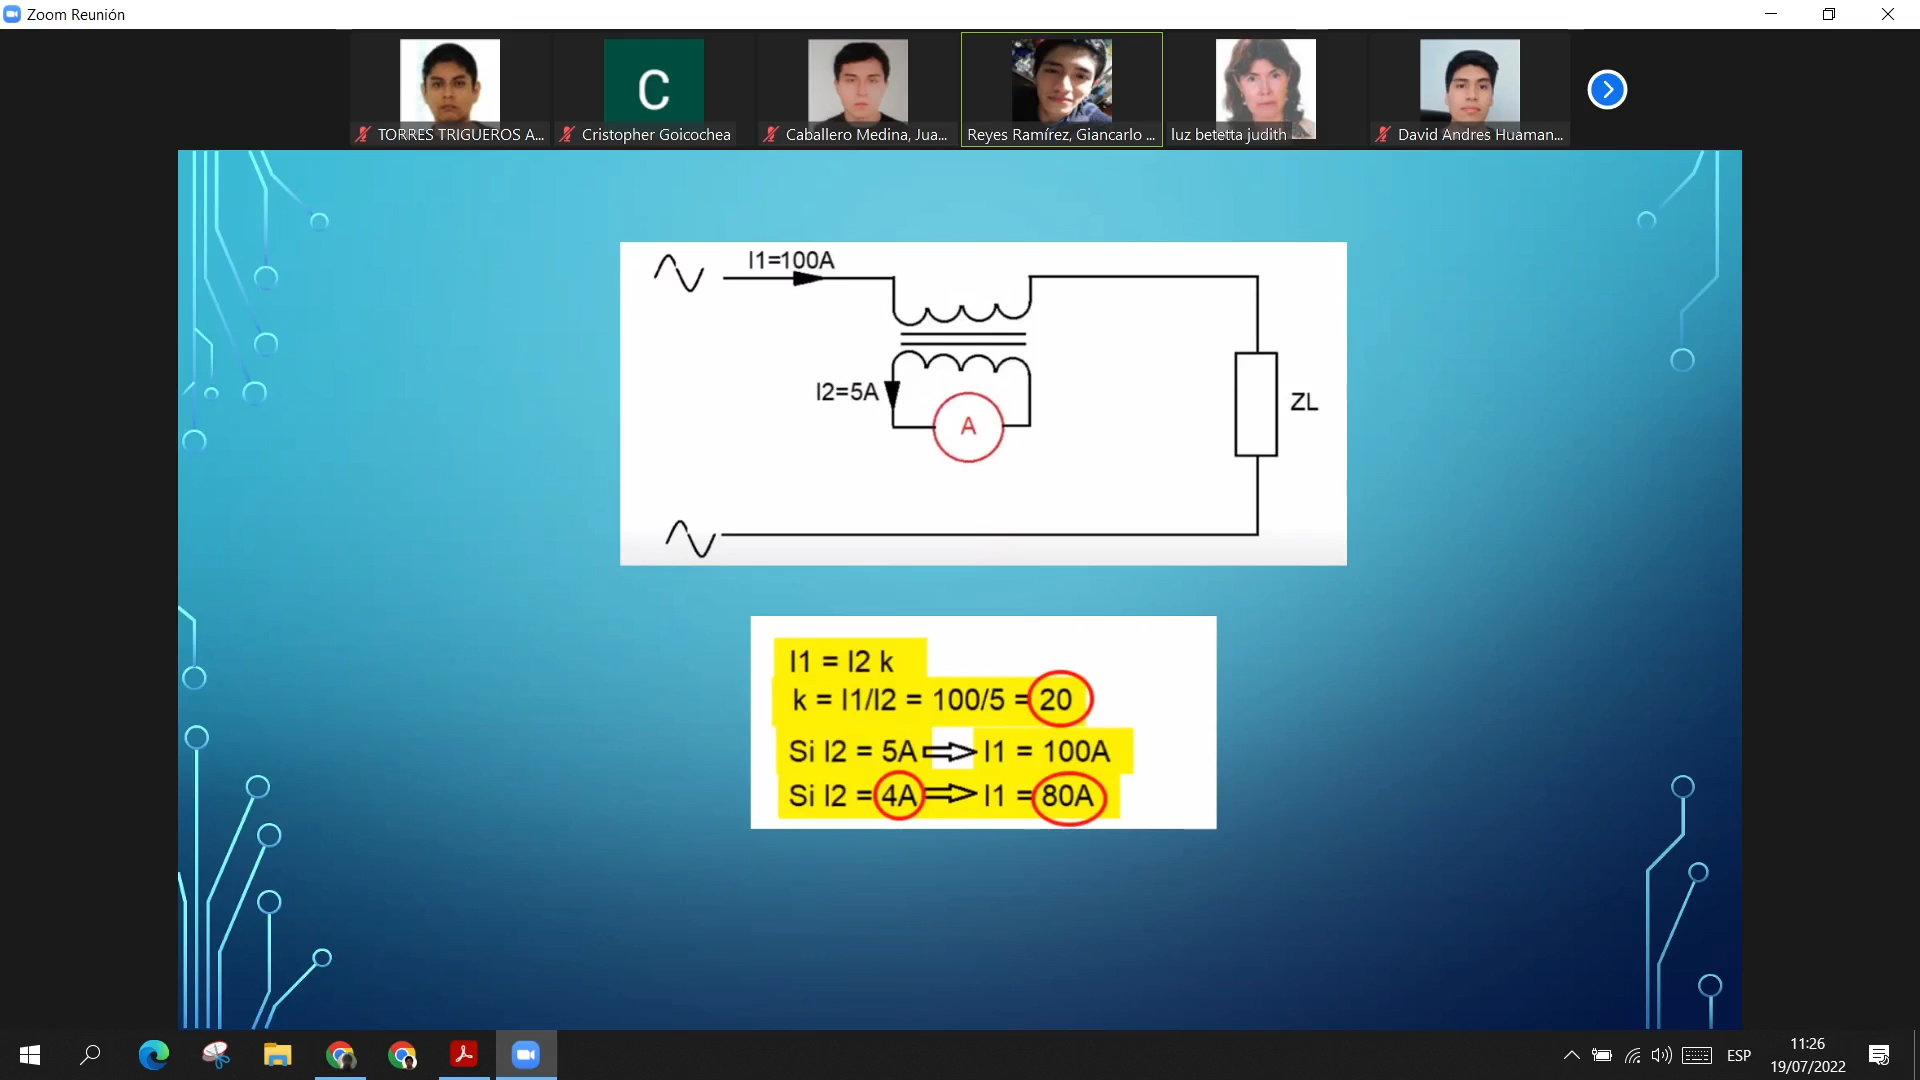 Zoom Reunión
TORRES TRIGUEROS A...
C
Cristopher Goicochea
Caballero Medina, Jua...
Reyes Ramírez, Giancarlo ...
luz betetta judith
David Andres Huaman...
I1=100A
I2=5A
A
ZL
I1 = I2 k
k = I1/I2 = 100/5 = 20
Si I2 = 5A ⇒ I1 = 100A
Si I2 = 4A ⇒ I1 = 80A
ESP
11:26
19/07/2022